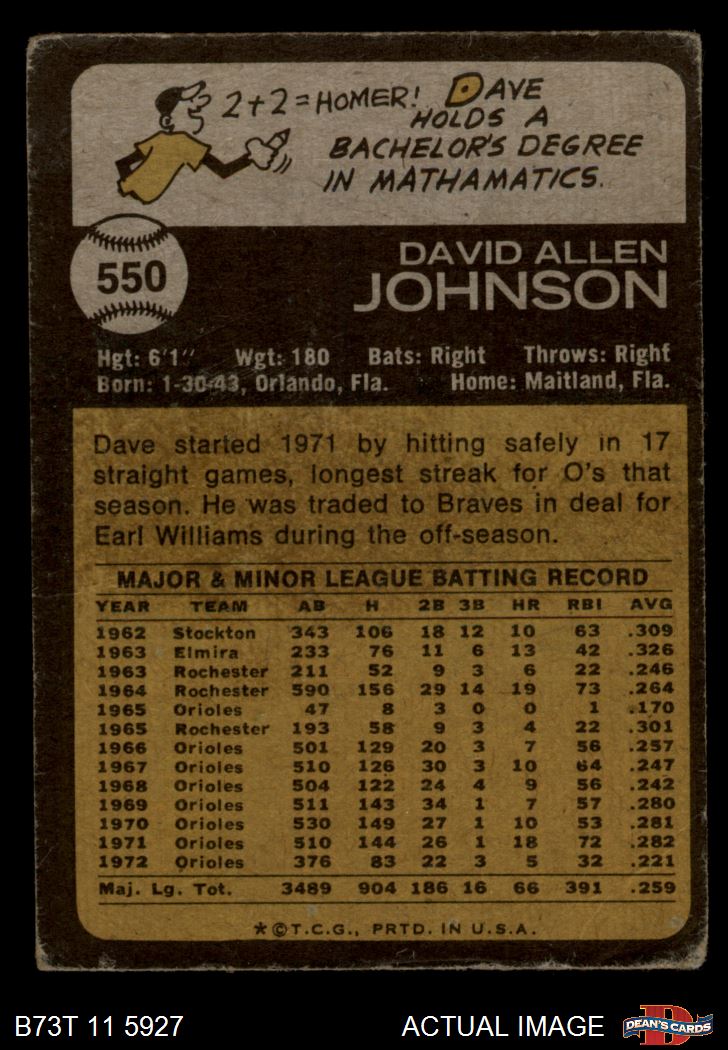 2+2=HOMER! DAVE
HOLDS A
BACHELOR'S DEGREE
IN MATHAMATICS.
550
DAVID ALLEN
JOHNSON
Hgt: 6'1" Wgt: 180 Bats: Right Throws: Right
Born: 1-30-43, Orlando, Fla. Home: Maitland, Fla.
Dave started 1971 by hitting safely in 17
straight games, longest streak for O's that
season. He was traded to Braves in deal for
Earl Williams during the off-season.
MAJOR & MINOR LEAGUE BATTING RECORD
YEAR TEAM AB H 2B 3B HR RBI AVG
1962 Stockton 343 106 18 12 10 63 .309
1963 Elmira 233 76 11 6 13 42 .326
1963 Rochester 211 52 9 3 6 22 .246
1964 Rochester 590 156 29 14 19 73 .264
1965 Orioles 47 8 3 0 0 1 .170
1965 Rochester 193 58 9 3 4 22 .301
1966 Orioles 501 129 20 3 7 56 .257
1967 Orioles 510 126 30 3 10 64 .247
1968 Orioles 504 122 24 4 9 56 .242
1969 Orioles 511 143 34 1 7 57 .280
1970 Orioles 530 149 27 1 10 53 .281
1971 Orioles 510 144 26 1 18 72 .282
1972 Orioles 376 83 22 3 5 32 .221
Maj. Lg. Tot. 3489 904 186 16 66 391 .259
*©T.C.G., PRTD. IN U.S.A.
B73T 11 5927 ACTUAL IMAGE
D
DEAN'S CARDS